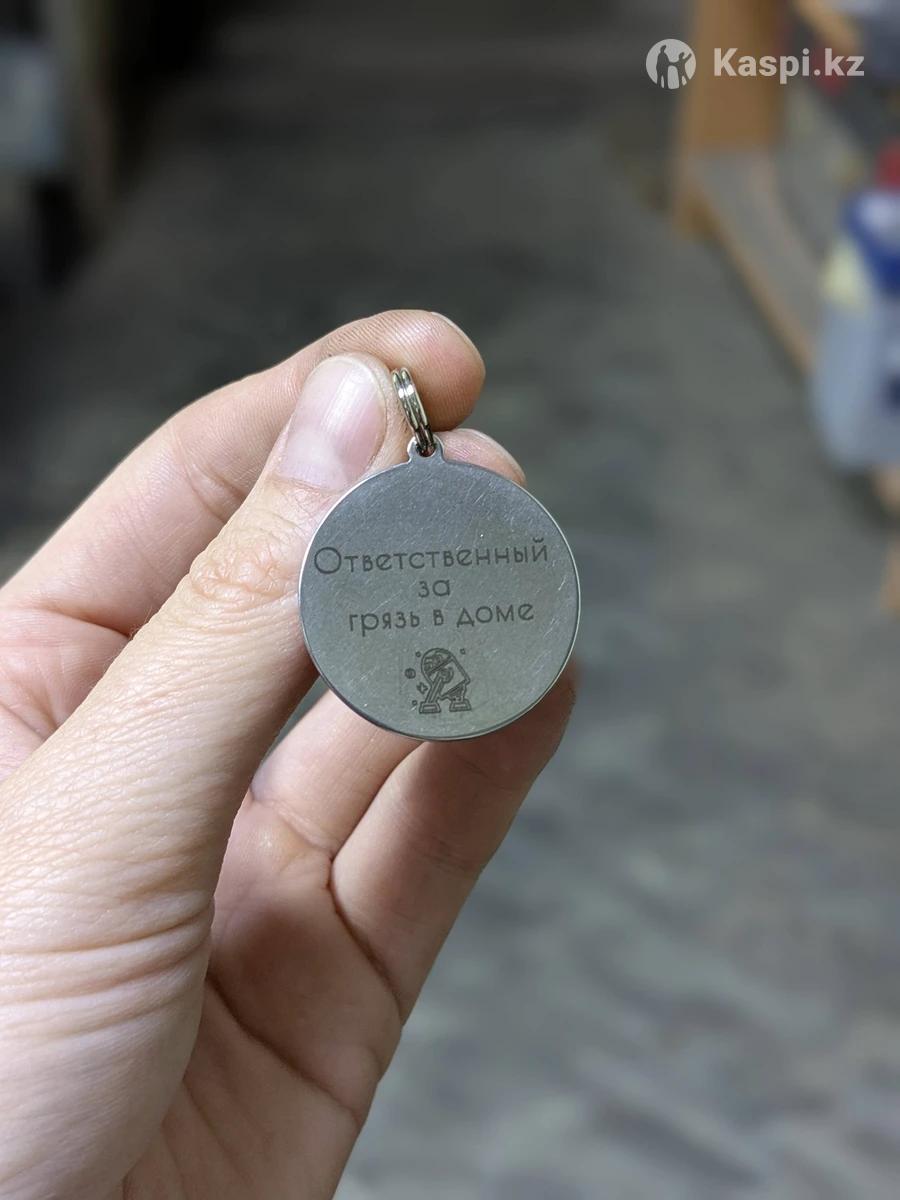 Kaspi.kz
Ответственный
за
грязь в доме